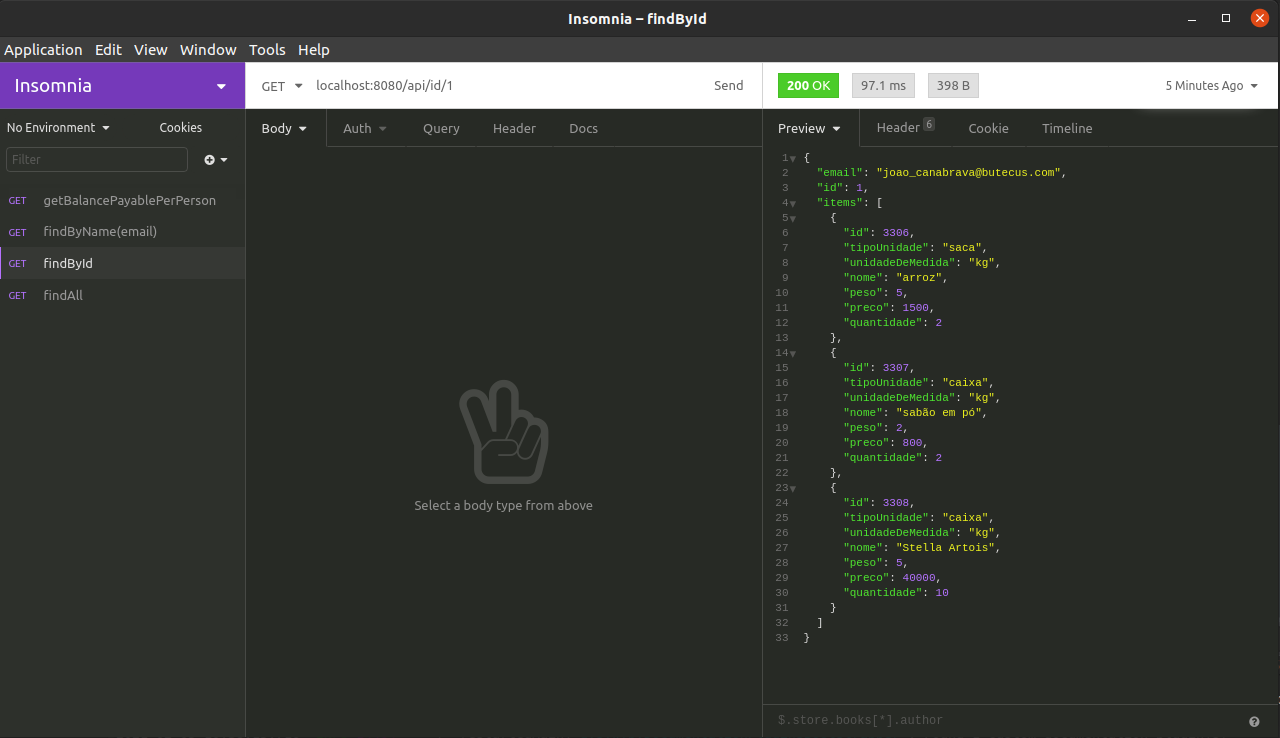 Insomnia – findById
Application Edit View Window Tools Help
Insomnia
GET localhost:8080/api/id/1 Send
200 OK 97.1 ms 398 B 5 Minutes Ago
No Environment Cookies
Body Auth Query Header Docs
Preview Header 6 Cookie Timeline
Filter
GET getBalancePayablePerPerson
GET findByName(email)
GET findById
GET findAll
Select a body type from above
1 {
2 "email": "joao_canabrava@butecus.com",
3 "id": 1,
4 "items": [
5 {
6 "id": 3306,
7 "tipoUnidade": "saca",
8 "unidadeDeMedida": "kg",
9 "nome": "arroz",
10 "peso": 5,
11 "preco": 1500,
12 "quantidade": 2
13 },
14 {
15 "id": 3307,
16 "tipoUnidade": "caixa",
17 "unidadeDeMedida": "kg",
18 "nome": "sabão em pó",
19 "peso": 2,
20 "preco": 800,
21 "quantidade": 2
22 },
23 {
24 "id": 3308,
25 "tipoUnidade": "caixa",
26 "unidadeDeMedida": "kg",
27 "nome": "Stella Artois",
28 "peso": 5,
29 "preco": 40000,
30 "quantidade": 10
31 }
32 ]
33 }
$.store.books[*].author